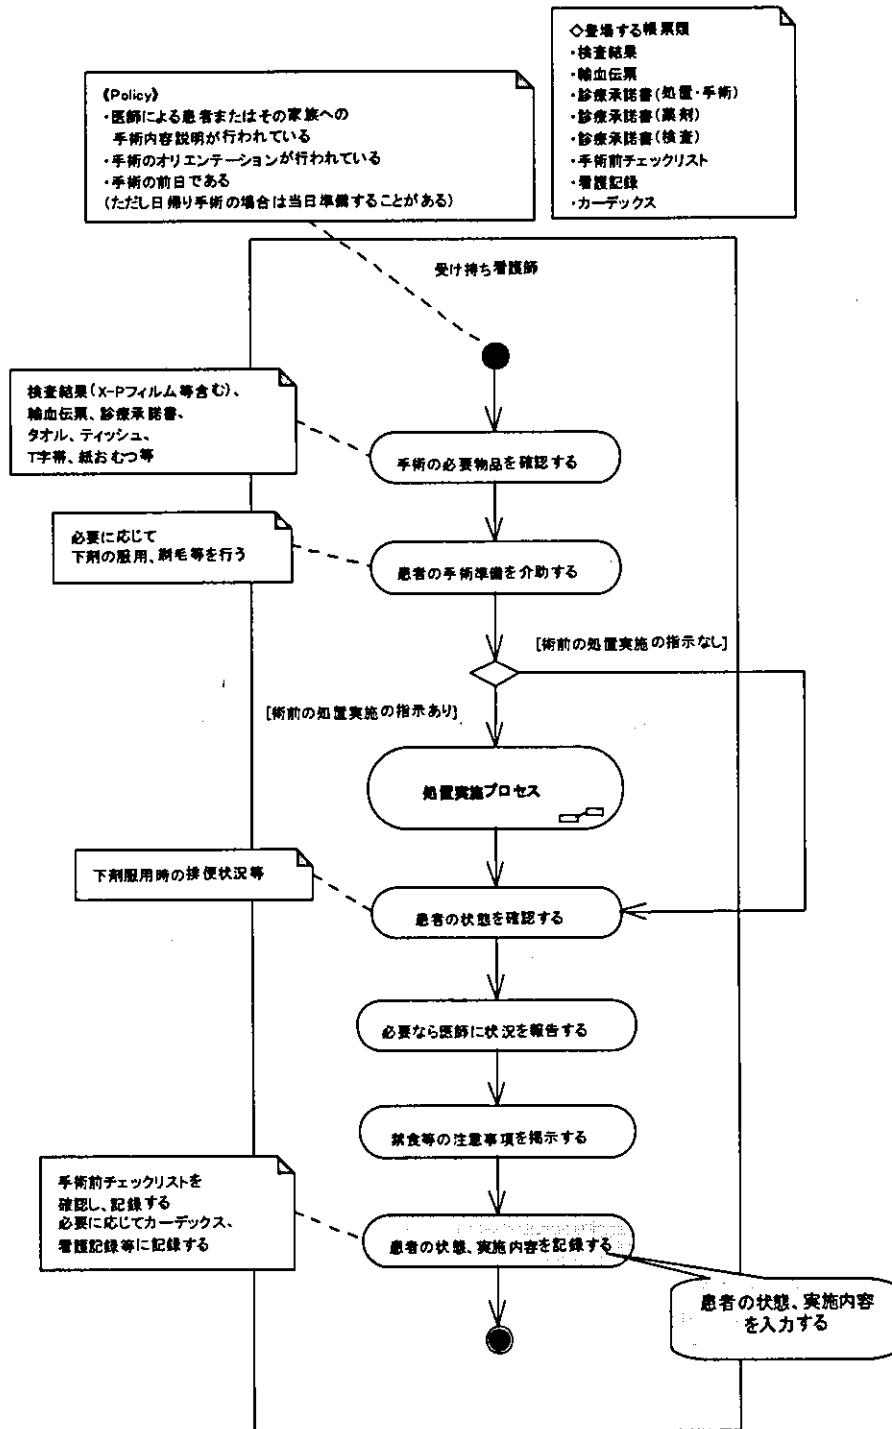 ◇登場する帳票類
・検査結果
・輸血伝票
・診療承諾書(処置・手術)
・診療承諾書(薬剤)
・診療承諾書(検査)
・手術前チェックリスト
・看護記録
・カーデックス
《Policy》
・医師による患者またはその家族への
手術内容説明が行われている
・手術のオリエンテーションが行われている
・手術の前日である
(ただし日帰り手術の場合は当日準備することがある)
受け持ち看護師
検査結果(X-Pフィルム等含む)、
輸血伝票、診療承諾書、
タオル、ティッシュ、
T字帯、紙おむつ等
手術の必要物品を確認する
必要に応じて
下剤の服用、剃毛等を行う
患者の手術準備を介助する
[術前の処置実施の指示なし]
[術前の処置実施の指示あり]
処置実施プロセス
下剤服用時の排便状況等
患者の状態を確認する
必要なら医師に状況を報告する
禁食等の注意事項を掲示する
手術前チェックリストを
確認し、記録する
必要に応じてカーデックス、
看護記録等に記録する
患者の状態、実施内容を記録する
患者の状態、実施内容
を入力する